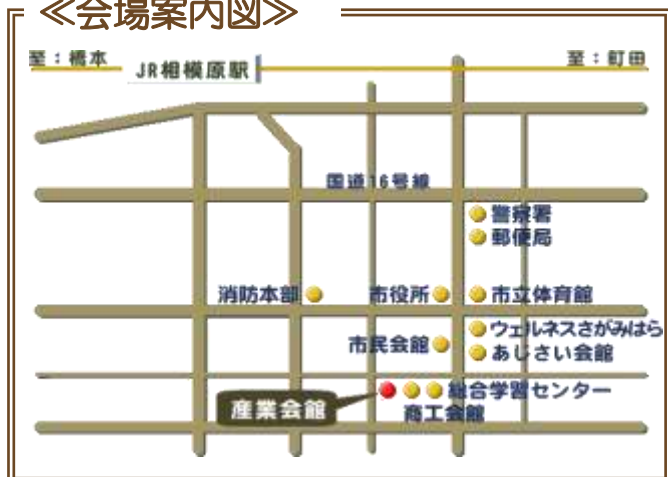 ≪会場案内図≫
至：橋本
JR相模原駅
至：町田
国道16号線
警察署
郵便局
消防本部
市役所
市立体育館
ウェルネスさがみはら
市民会館
あじさい会館
総合学習センター
産業会館
商工会館